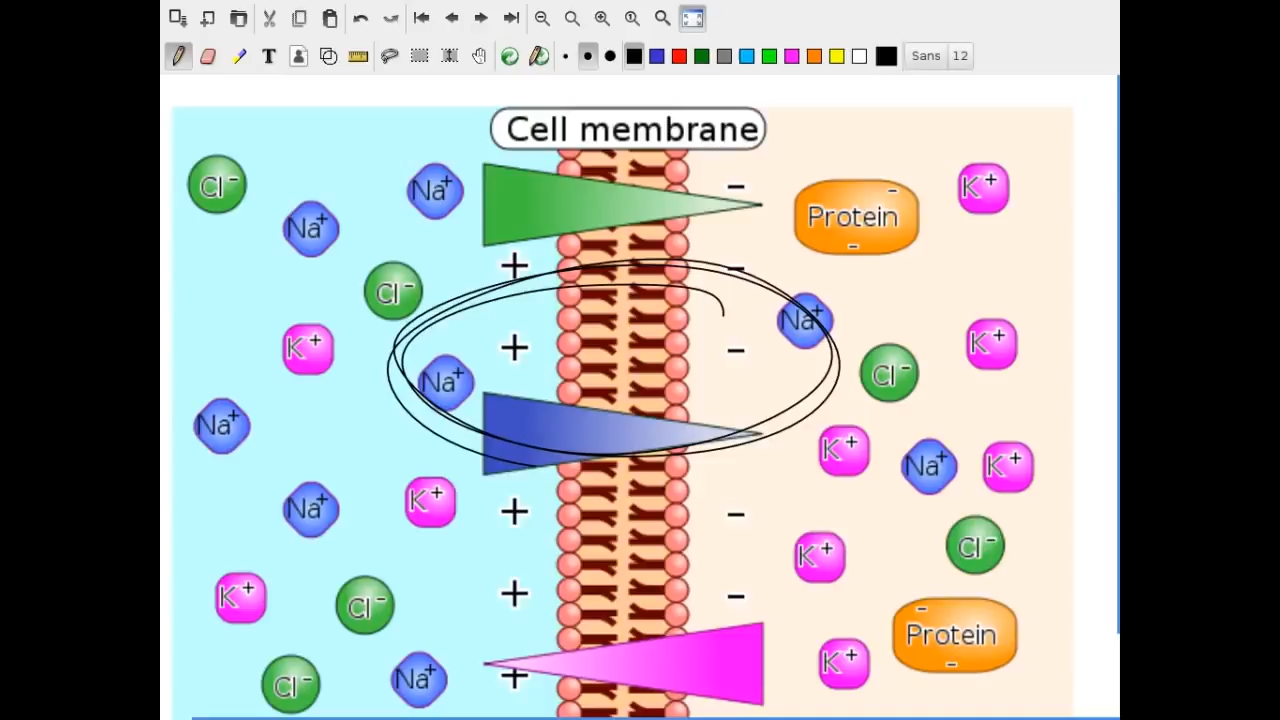 Sans 12
Cell membrane
Cl⁻
Na⁺
Na⁺
Cl⁻
K⁺
Na⁺
Na⁺
K⁺
Na⁺
K⁺
Cl⁻
Cl⁻
Na⁺
+
+
+
+
+
-
-
-
-
-
Protein
-
-
K⁺
Na⁺
K⁺
Cl⁻
K⁺
Na⁺
K⁺
Cl⁻
K⁺
Protein
-
-
K⁺